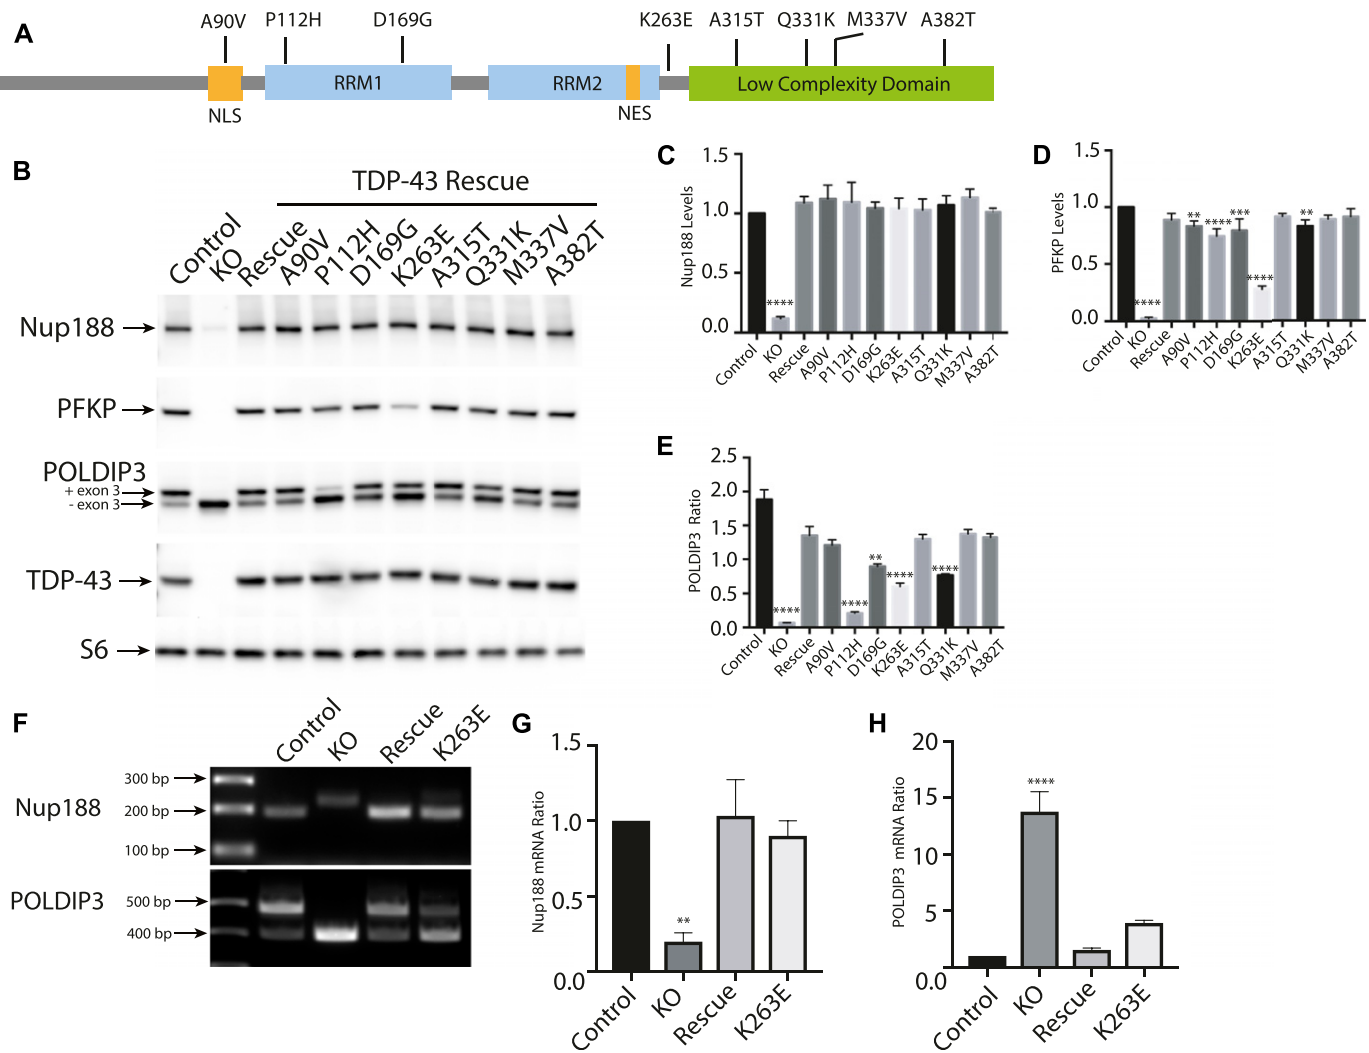 A
A90V P112H D169G K263E A315T Q331K M337V A382T
RRM1 RRM2 Low Complexity Domain
NLS NES
B
TDP-43 Rescue
Control KO Rescue A90V P112H D169G K263E A315T Q331K M337V A382T
Nup188
PFKP
POLDIP3
+ exon 3
- exon 3
TDP-43
S6
C
Nup188 Levels
1.5
1.0
0.5
0.0
****
Control KO Rescue A90V P112H D169G K263E A315T Q331K M337V A382T
D
PFKP Levels
1.5
1.0
0.5
0.0
**** ** **** *** **** **
Control KO Rescue A90V P112H D169G K263E A315T Q331K M337V A382T
E
POLDIP3 Ratio
2.5
2.0
1.5
1.0
0.5
0.0
**** **** ** **** ****
Control KO Rescue A90V P112H D169G K263E A315T Q331K M337V A382T
F
Control KO Rescue K263E
Nup188
300 bp
200 bp
100 bp
POLDIP3
500 bp
400 bp
G
Nup188 mRNA Ratio
1.5
1.0
0.5
0.0
**
Control KO Rescue K263E
H
POLDIP3 mRNA Ratio
20
15
10
5
0.0
****
Control KO Rescue K263E